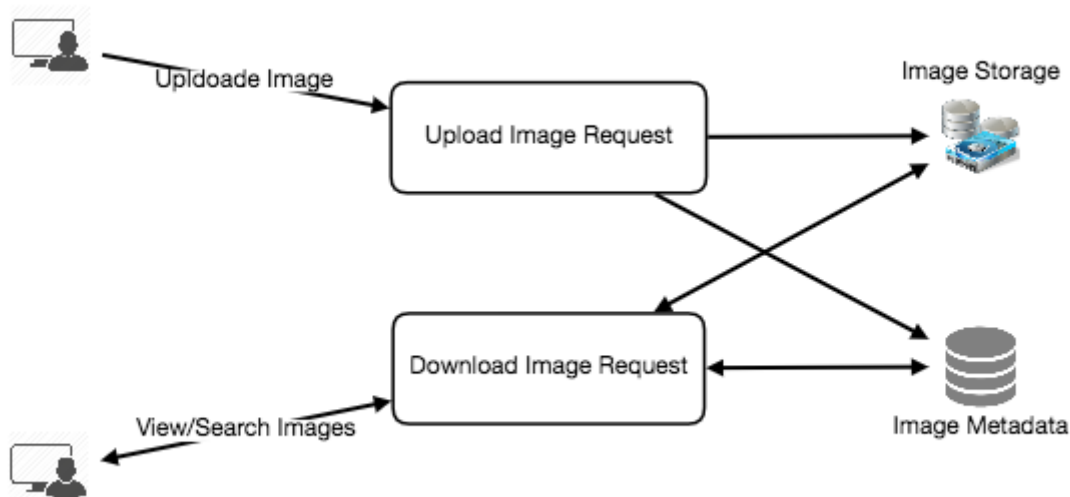 Upldoade Image
Upload Image Request
Image Storage
Download Image Request
View/Search Images
Image Metadata